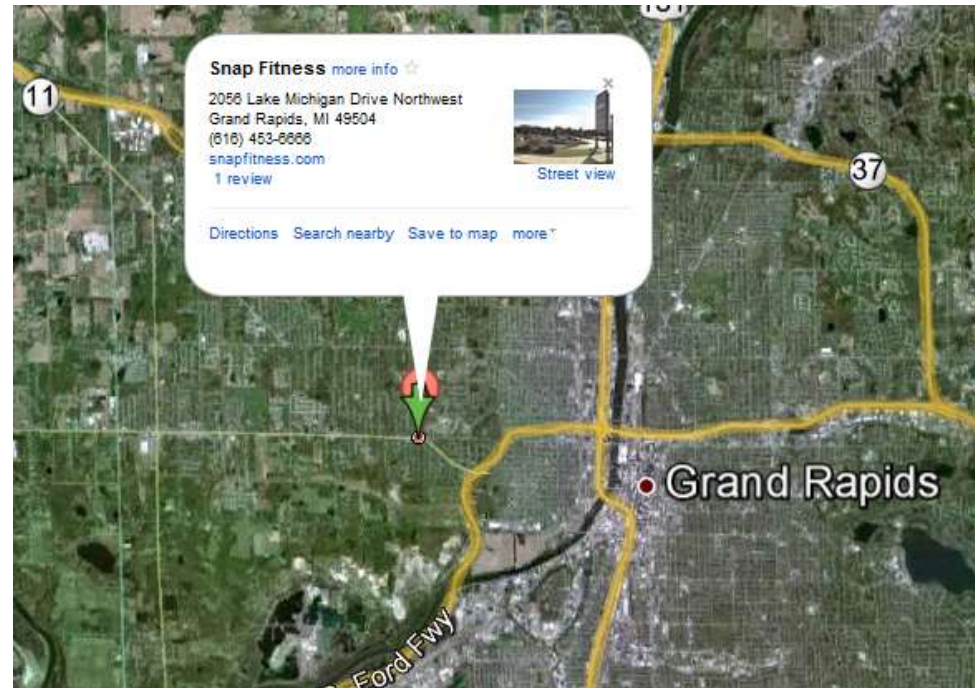 Snap Fitness more info
2056 Lake Michigan Drive Northwest
Grand Rapids, MI 49504
(616) 453-6666
snapfitness.com
1 review
Street view
Directions Search nearby Save to map more
11
37
Grand Rapids
Ford Fwy